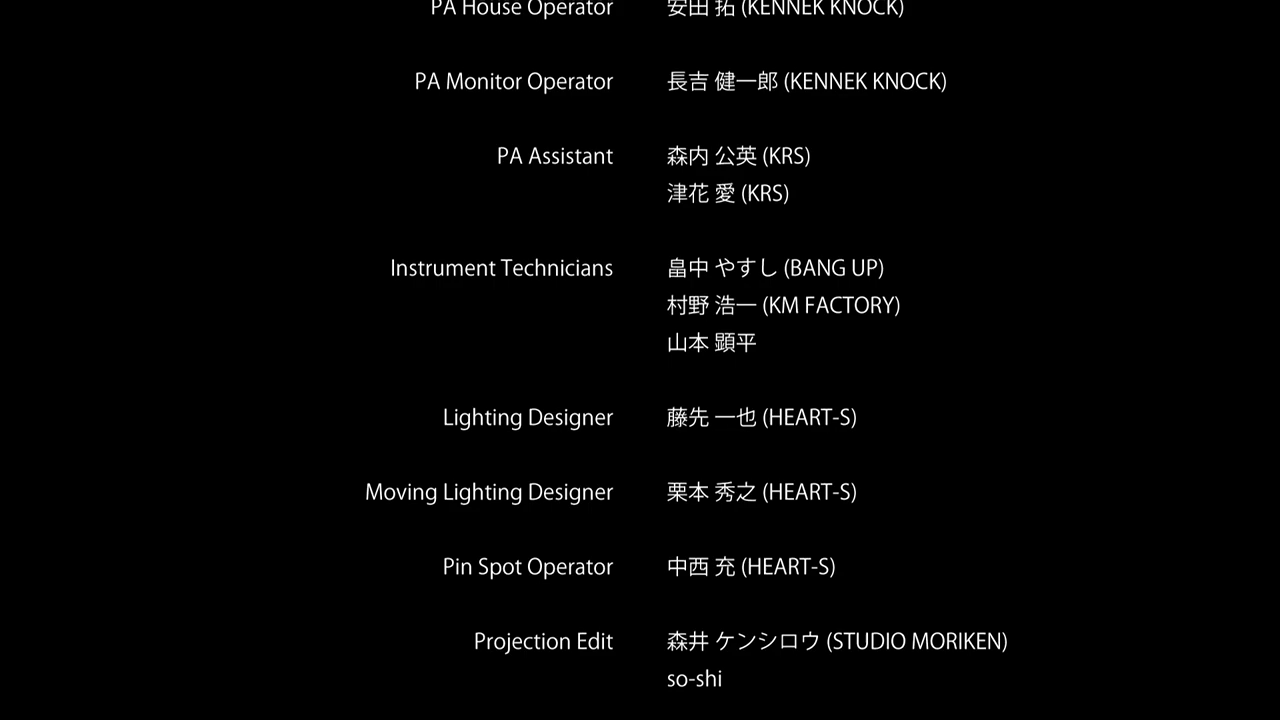 PA House Operator 安田 拓 (KENNEK KNOCK)
PA Monitor Operator 長吉 健一郎 (KENNEK KNOCK)
PA Assistant 森内 公英 (KRS)
津花 愛 (KRS)
Instrument Technicians 畠中 やすし (BANG UP)
村野 浩一 (KM FACTORY)
山本 顕平
Lighting Designer 藤先 一也 (HEART-S)
Moving Lighting Designer 栗本 秀之 (HEART-S)
Pin Spot Operator 中西 充 (HEART-S)
Projection Edit 森井 ケンシロウ (STUDIO MORIKEN)
so-shi